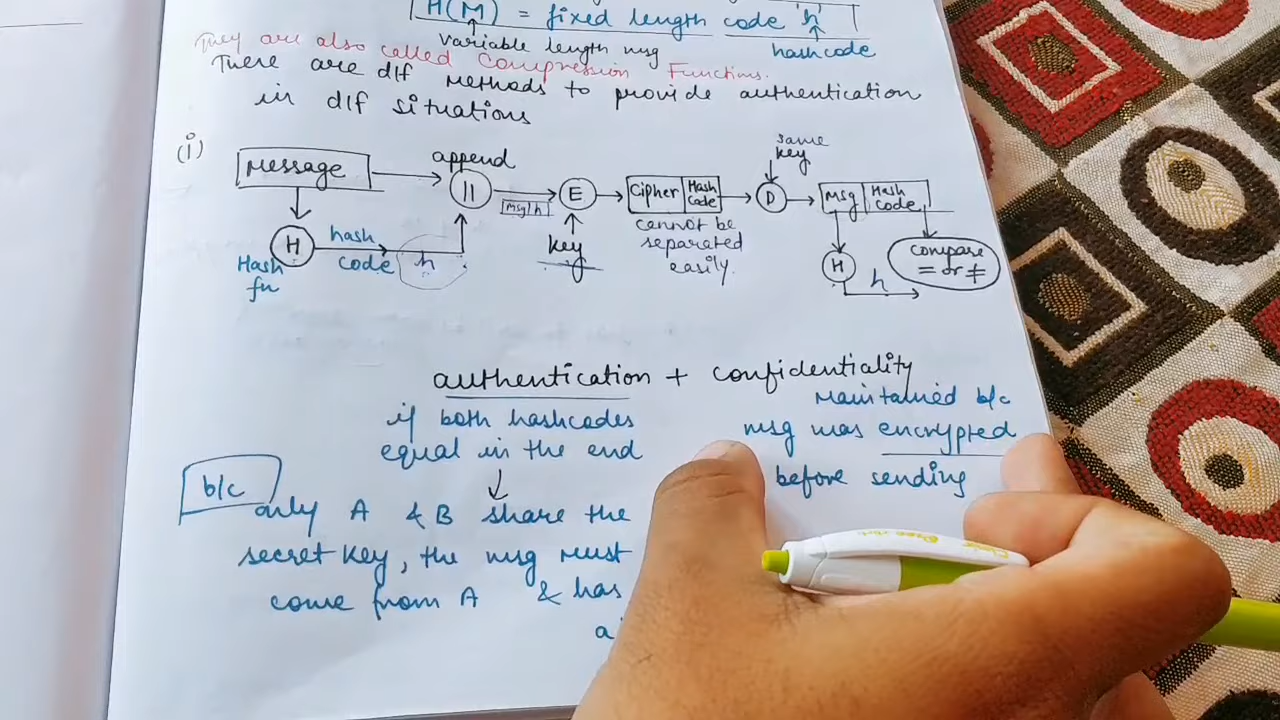 H(M) = fixed length code 'h'
variable length msg
hashcode
They are also called Compression Functions.
There are dif methods to provide authentication
in dif situations
(i)
Message
append
||
Msg h
E
Key
Cipher Hash Code
cannot be
separated
easily.
same
key
D
Msg Hash Code
H
Hash
fn
hash
code
h
H
h
compare
= or ≠
authentication + confidentiality
if both hashcodes
equal in the end
Maintained b/c
msg was encrypted
before sending
b/c
only A & B share the
secret key, the msg must
come from A & has